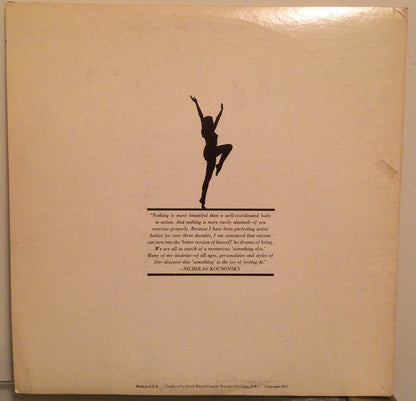 "Nothing is more beautiful than a well-coordinated body
in action. And nothing is more easily attained—if you
exercise properly. Because I have been perfecting active
bodies for over three decades, I am convinced that anyone
can turn into the 'better version of himself' he dreams of being.
We are all in search of a mysterious 'something else.'
Many of my students—of all ages, personalities and styles of
life—discover this 'something' in the joy of feeling fit."
—NICHOLAS KOUNOVSKY
Made in U.S.A. by Record Copyright